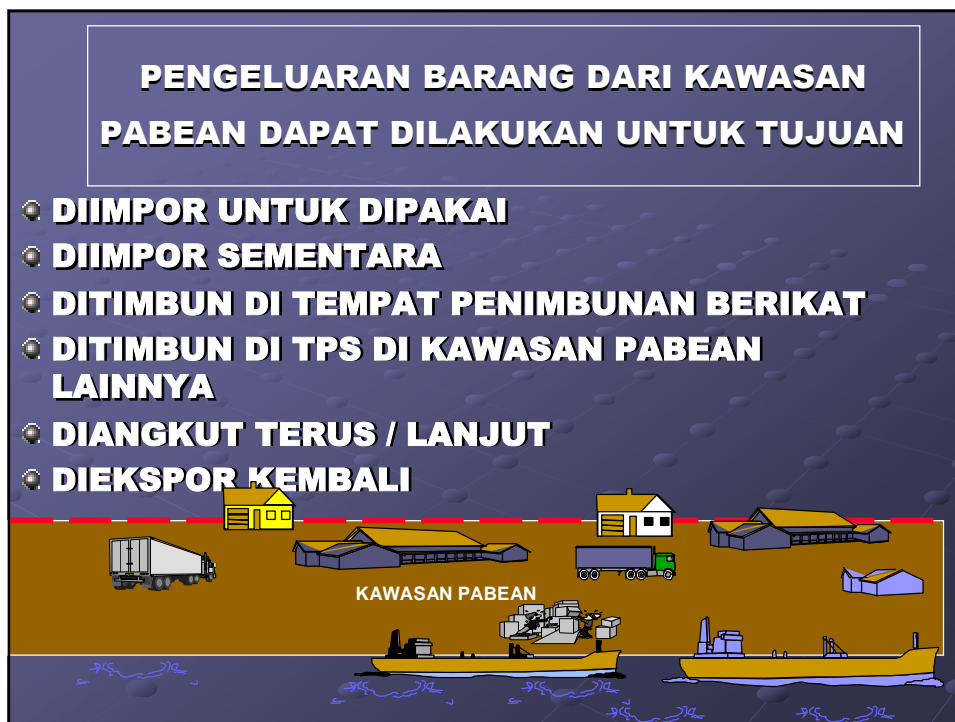 PENGELUARAN BARANG DARI KAWASAN
PABEAN DAPAT DILAKUKAN UNTUK TUJUAN
DIIMPOR UNTUK DIPAKAI
DIIMPOR SEMENTARA
DITIMBUN DI TEMPAT PENIMBUNAN BERIKAT
DITIMBUN DI TPS DI KAWASAN PABEAN
LAINNYA
DIANGKUT TERUS / LANJUT
DIEKSPOR KEMBALI
KAWASAN PABEAN